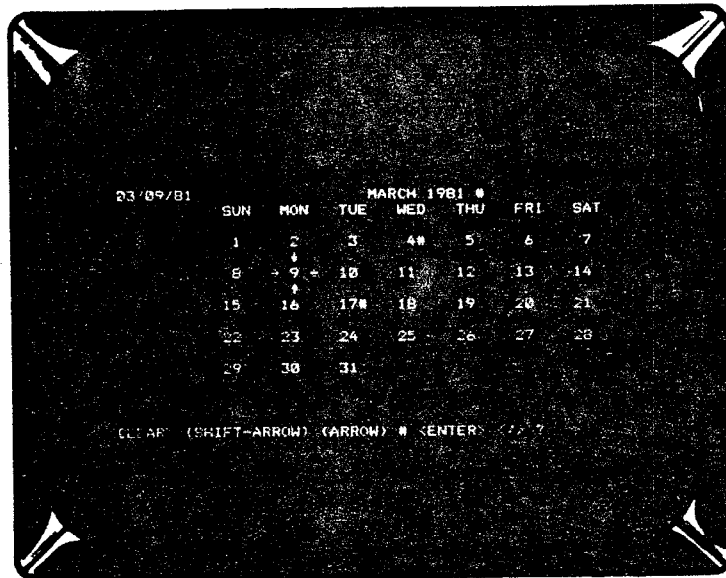 03/09/81 MARCH 1981 #
SUN MON TUE WED THU FRI SAT
1 2 3 4# 5 6 7
↓
8 → 9 ← 10 11 12 13 14
↑
15 16 17# 18 19 20 21
22 23 24 25 26 27 28
29 30 31
(SHIFT-ARROW) (ARROW) # <ENTER>